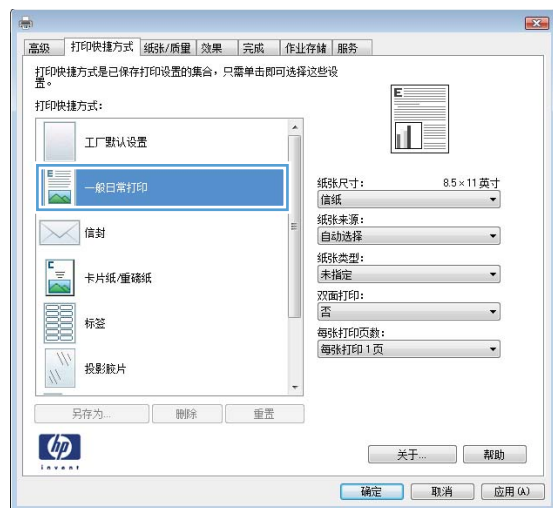 高级 打印快捷方式 纸张/质量 效果 完成 作业存储 服务
打印快捷方式是已保存打印设置的集合，只需单击即可选择这些设
置。
打印快捷方式：
工厂默认设置
E
一般日常打印
信封
C
卡片纸/重磅纸
标签
投影胶片
E
纸张尺寸： 8.5×11 英寸
信纸
纸张来源：
自动选择
纸张类型：
未指定
双面打印：
否
每张打印页数：
每张打印 1 页
另存为... 删除 重置
hp
invent
关于... 帮助
确定 取消 应用(A)